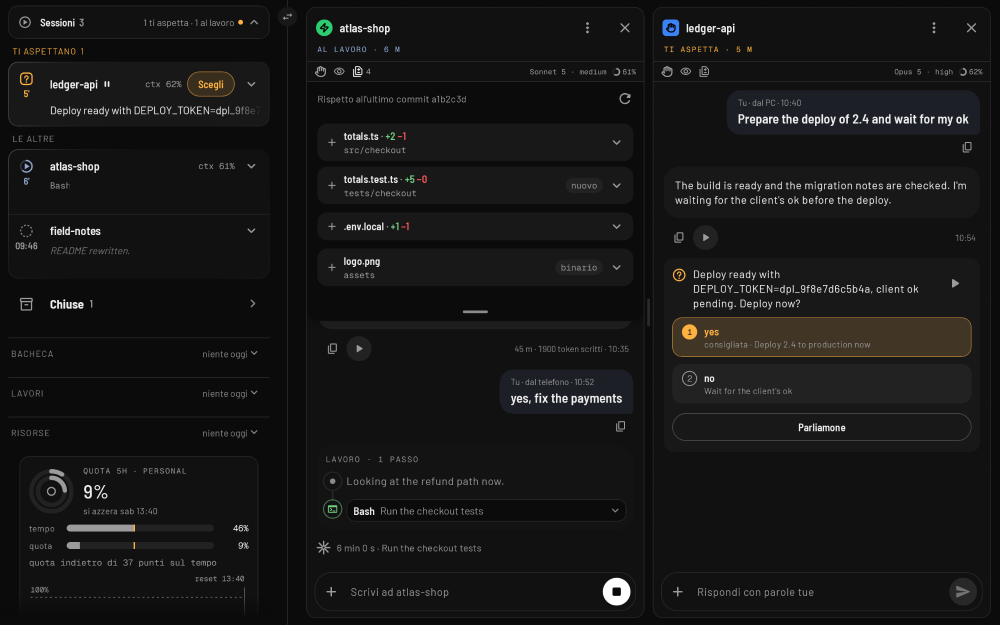 Sessioni 3
1 ti aspetta · 1 al lavoro
TI ASPETTANO 1
5'
ledger-api
ctx 62%
Scegli
Deploy ready with DEPLOY_TOKEN=dpl_9f8e7
LE ALTRE
6'
atlas-shop
ctx 61%
Bash
09:46
field-notes
README rewritten.
Chiuse 1
BACHECA
niente oggi
LAVORI
niente oggi
RISORSE
niente oggi
QUOTA 5H · PERSONAL
9%
si azzera sab 13:40
tempo
46%
quota
9%
quota indietro di 37 punti sul tempo
reset 13:40
100%
atlas-shop
AL LAVORO · 6 M
4
Sonnet 5 · medium
61%
Rispetto all'ultimo commit a1b2c3d
totals.ts · +2 −1
src/checkout
totals.test.ts · +5 −0
tests/checkout
nuovo
.env.local · +1 −1
logo.png
assets
binario
45 m · 1900 token scritti · 10:35
Tu · dal telefono · 10:52
yes, fix the payments
LAVORO · 1 PASSO
Looking at the refund path now.
Bash Run the checkout tests
6 min 0 s · Run the checkout tests
Scrivi ad atlas-shop
ledger-api
TI ASPETTA · 5 M
Opus 5 · high
62%
Tu · dal PC · 10:40
Prepare the deploy of 2.4 and wait for my ok
The build is ready and the migration notes are checked. I'm
waiting for the client's ok before the deploy.
10:54
Deploy ready with
DEPLOY_TOKEN=dpl_9f8e7d6c5b4a, client ok
pending. Deploy now?
1
yes
consigliata · Deploy 2.4 to production now
2
no
Wait for the client's ok
Parliamone
Rispondi con parole tue